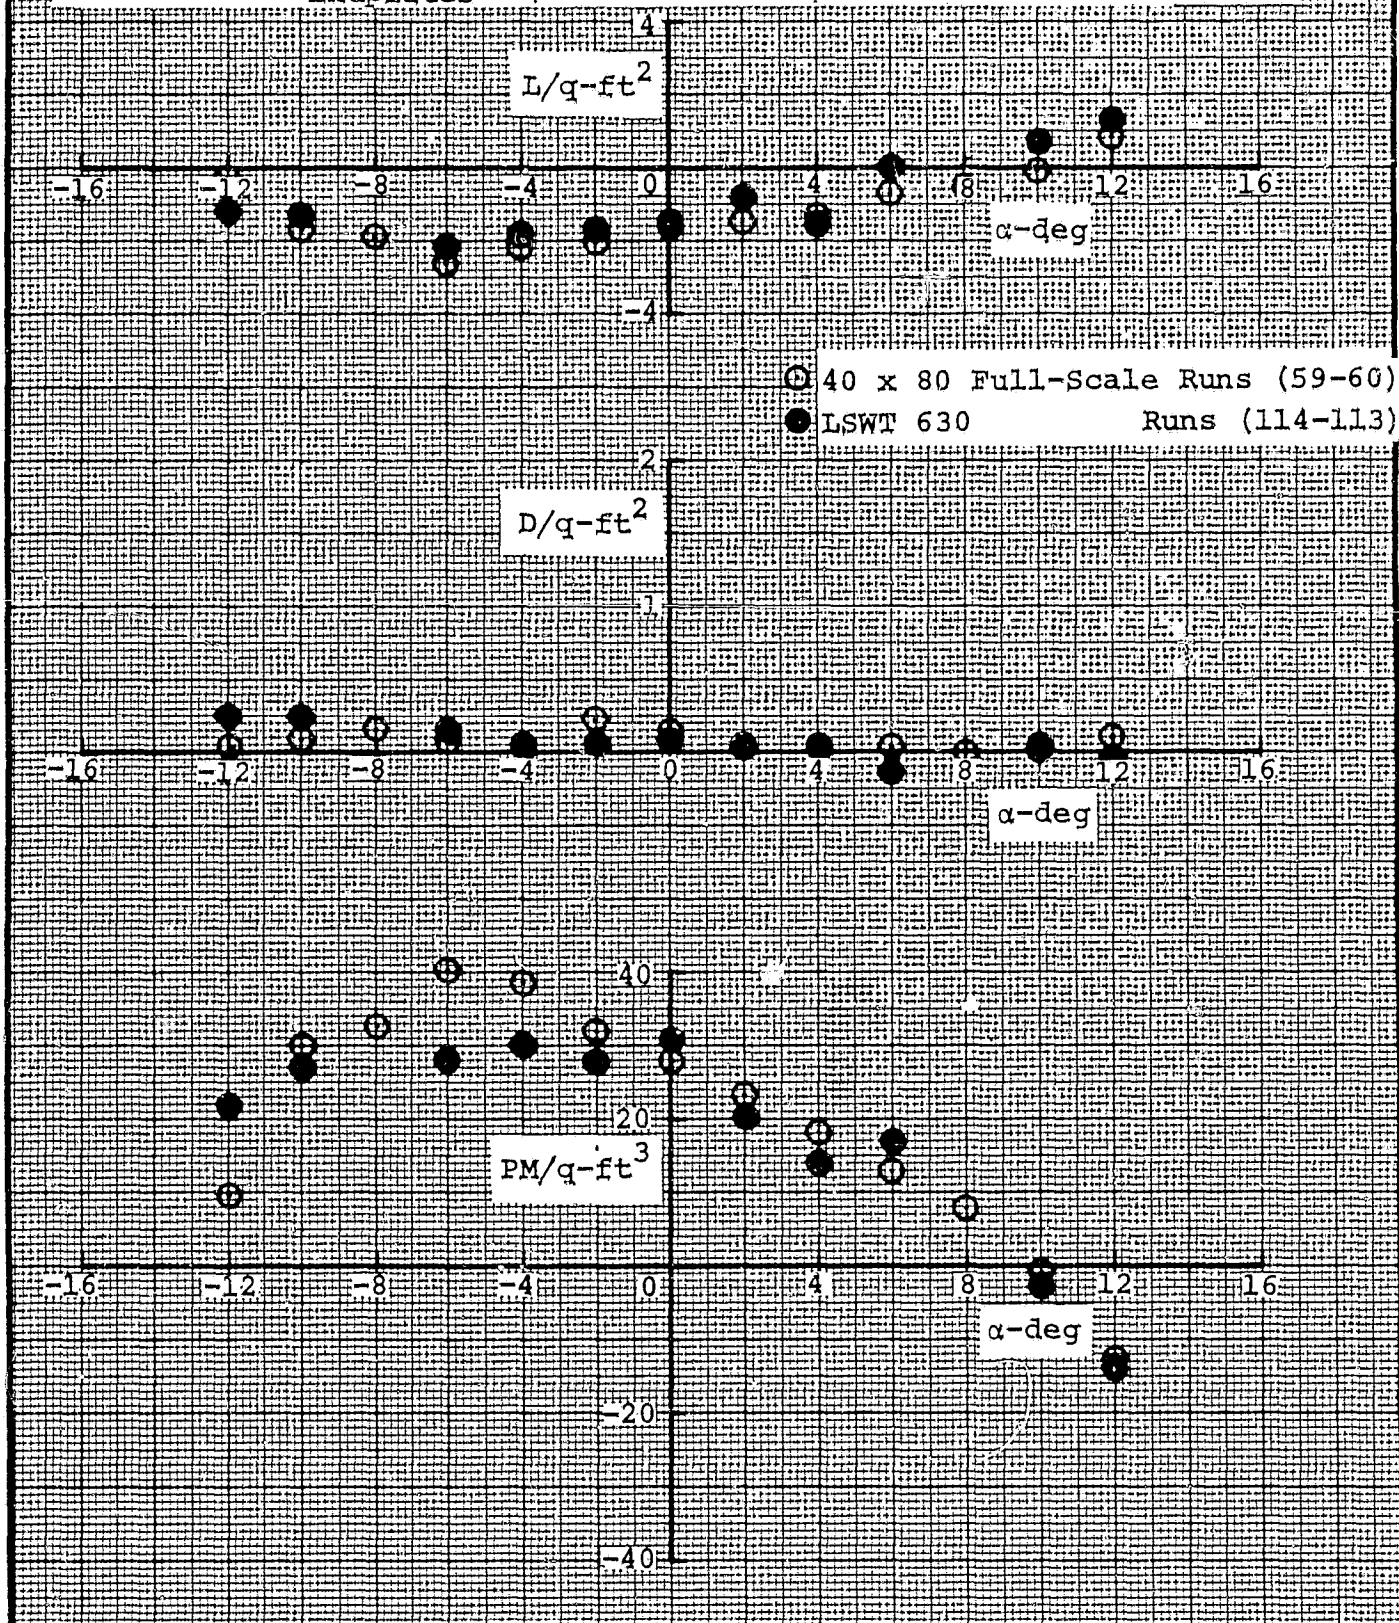 4
L/q-ft²
-16 -12 -8 -4 0 4 8 12 16
α-deg
-4
40 x 80 Full-Scale Runs (59-60)
LSWT 630 Runs (114-113)
2
D/q-ft²
1
-16 -12 -8 -4 0 4 8 12 16
α-deg
40
20
PM/q-ft³
-16 -12 -8 -4 0 4 8 12 16
α-deg
-20
-40